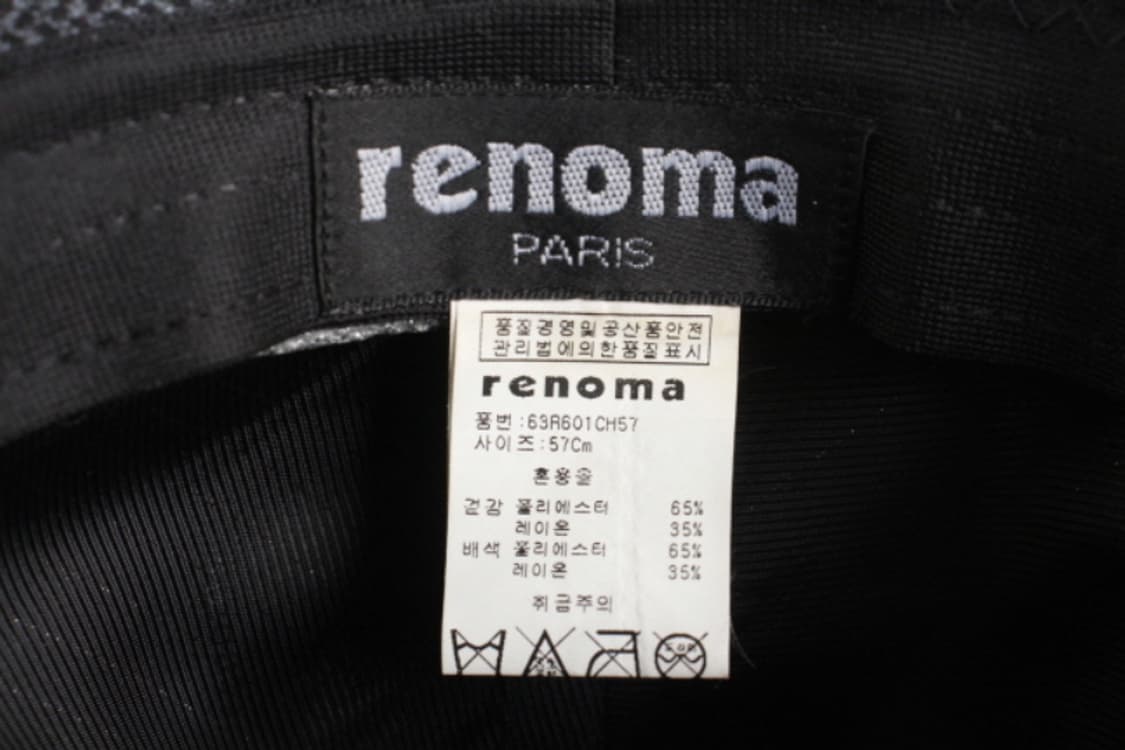 renoma
PARIS
품질경영및공산품안전
관리법에의한품질표시
renoma
품번:63R601CH57
사이즈:57Cm
혼용율
겉감 폴리에스터 65%
레이온 35%
배색 폴리에스터 65%
레이온 35%
취급주의